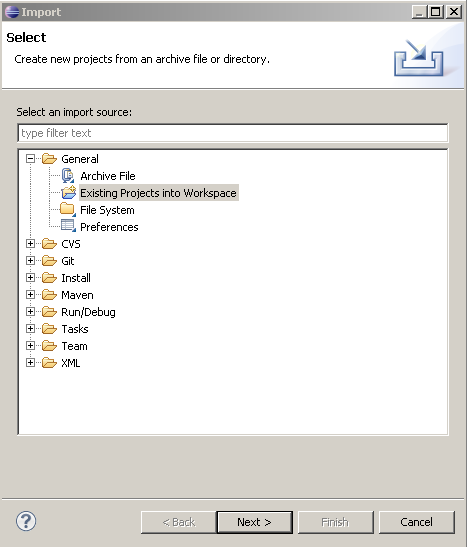 Import
Select
Create new projects from an archive file or directory.
Select an import source:
type filter text
General
Archive File
Existing Projects into Workspace
File System
Preferences
CVS
Git
Install
Maven
Run/Debug
Tasks
Team
XML
? < Back Next > Finish Cancel